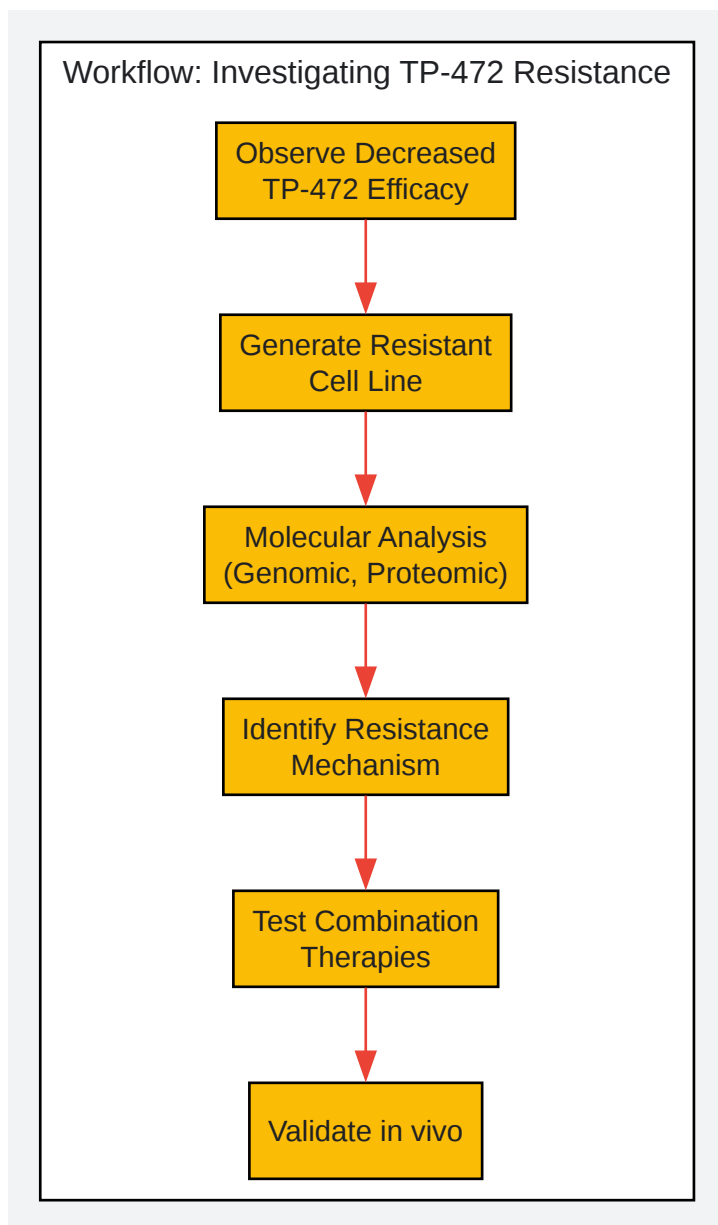 Workflow: Investigating TP-472 Resistance
Observe Decreased
TP-472 Efficacy
Generate Resistant
Cell Line
Molecular Analysis
(Genomic, Proteomic)
Identify Resistance
Mechanism
Test Combination
Therapies
Validate in vivo